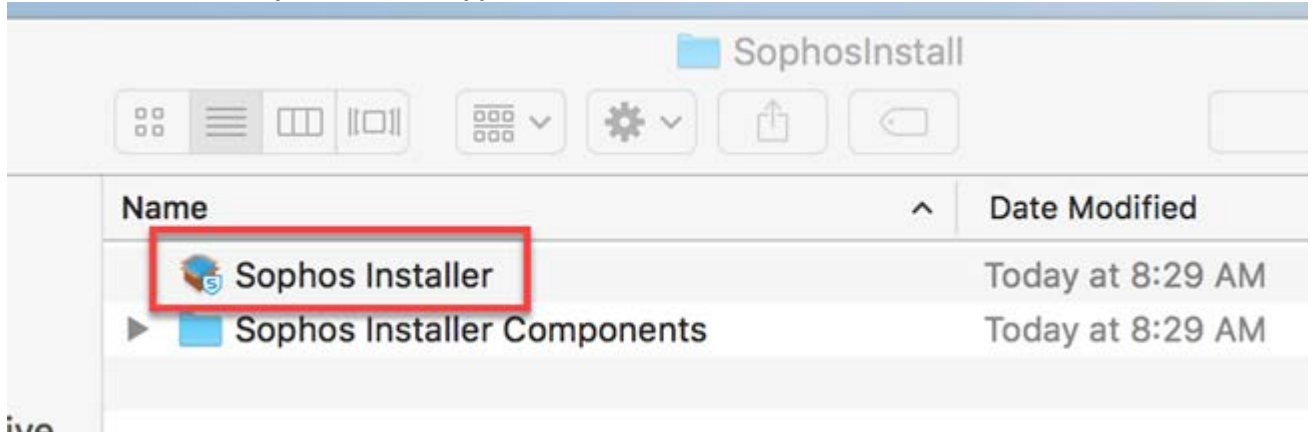 SophosInstall
Name Date Modified
Sophos Installer Today at 8:29 AM
Sophos Installer Components Today at 8:29 AM